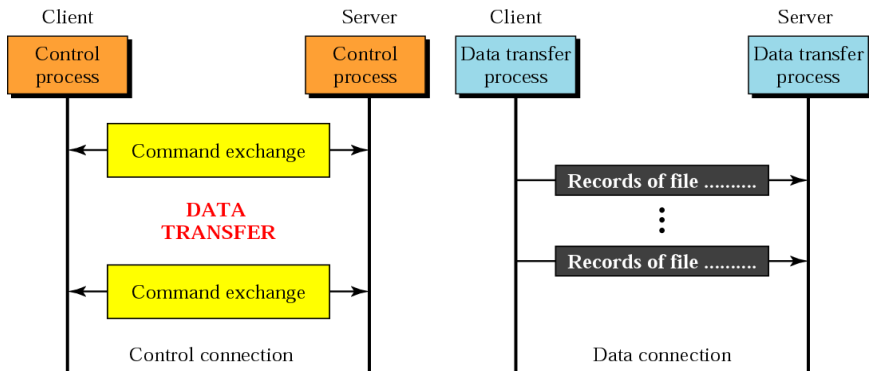 Client
Server
Control
process
Control
process
Command exchange
DATA
TRANSFER
Command exchange
Control connection
Client
Server
Data transfer
process
Data transfer
process
Records of file ..........
Records of file ..........
Data connection